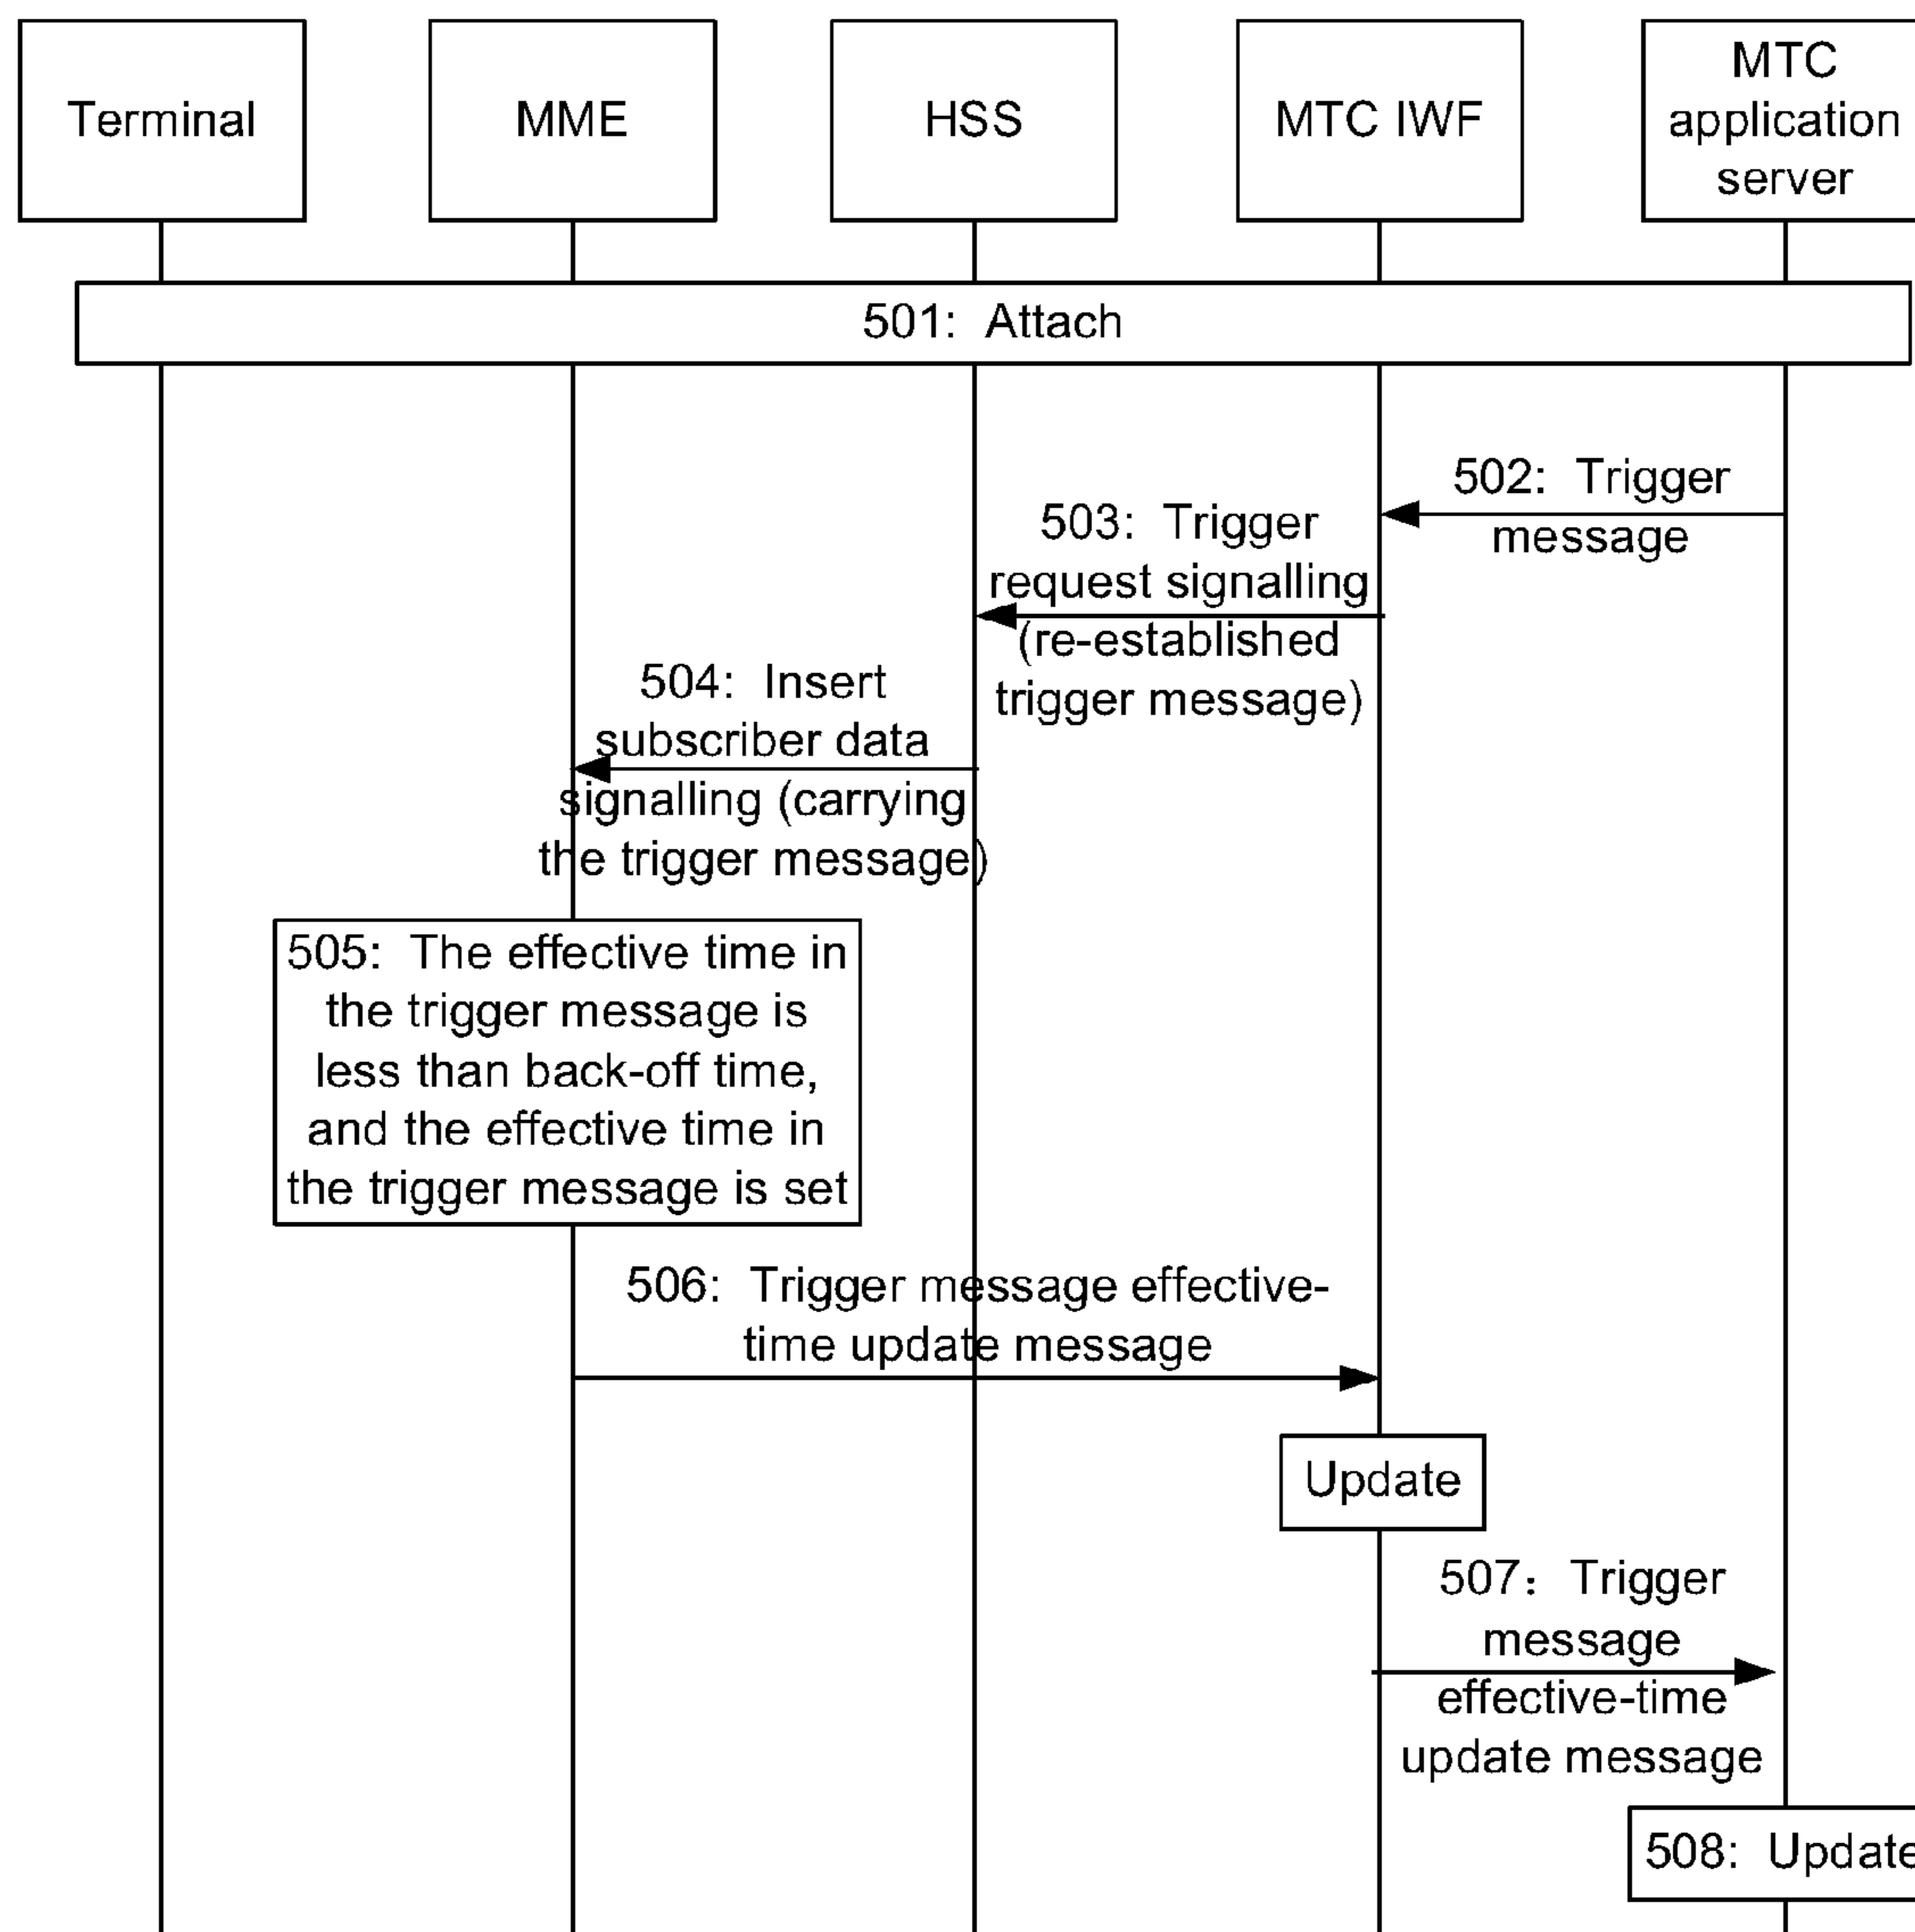 Terminal
MME
HSS
MTC IWF
MTC
application
server
501: Attach
502: Trigger
message
503: Trigger
request signalling
(re-established
trigger message)
504: Insert
subscriber data
signalling (carrying
the trigger message)
505: The effective time in
the trigger message is
less than back-off time,
and the effective time in
the trigger message is set
506: Trigger message effective-
time update message
Update
507: Trigger
message
effective-time
update message
508: Update